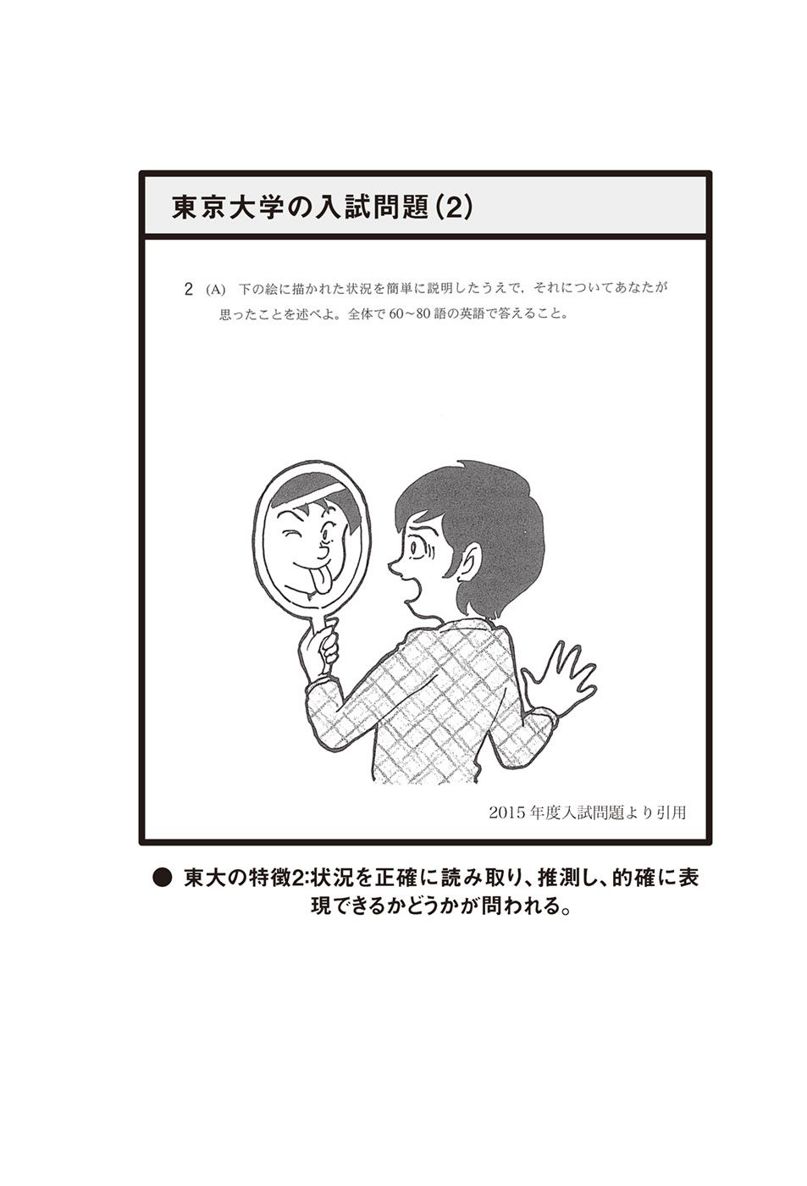 東京大学の入試問題(2)
2 (A) 下の絵に描かれた状況を簡単に説明したうえで，それについてあなたが
思ったことを述べよ。全体で60～80語の英語で答えること。
2015年度入試問題より引用
● 東大の特徴2:状況を正確に読み取り、推測し、的確に表
現できるかどうかが問われる。